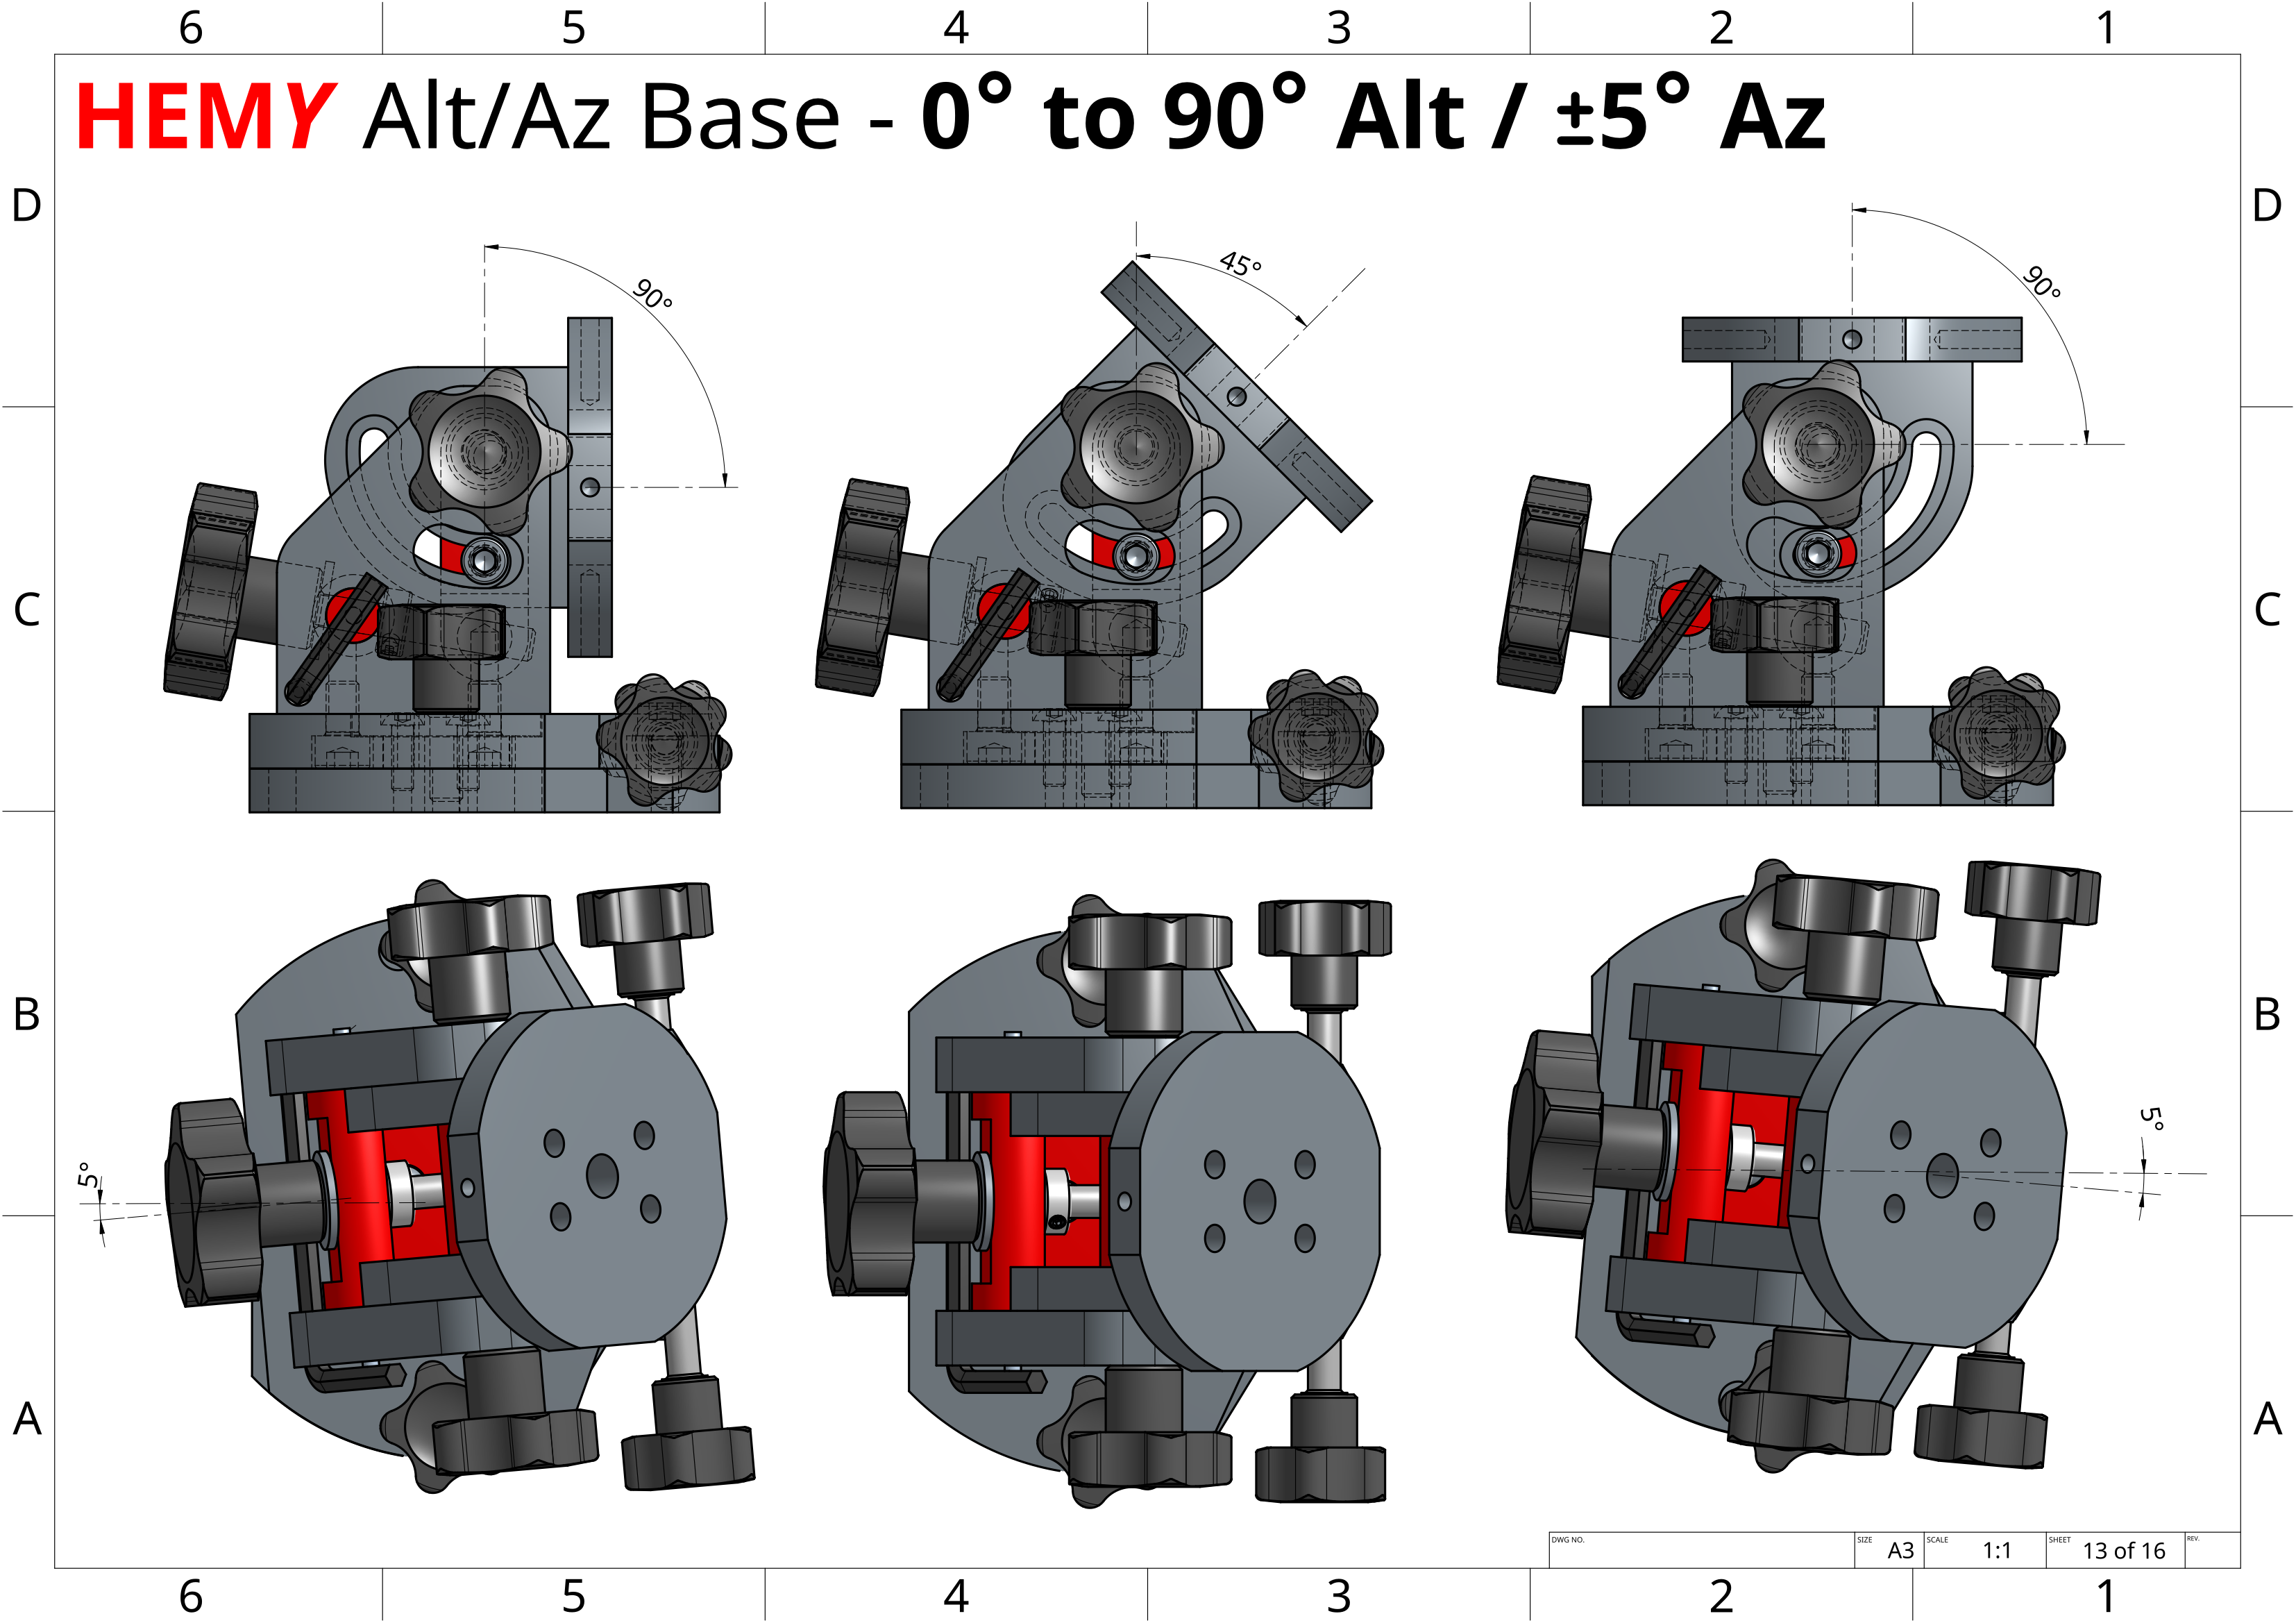 6 5 4 3 2 1
HEMY Alt/Az Base - 0° to 90° Alt / ±5° Az
D D
90° 45° 90°
C C
B B
5° 5°
A A
DWG NO. SIZE A3 SCALE 1:1 SHEET 13 of 16 REV.
6 5 4 3 2 1